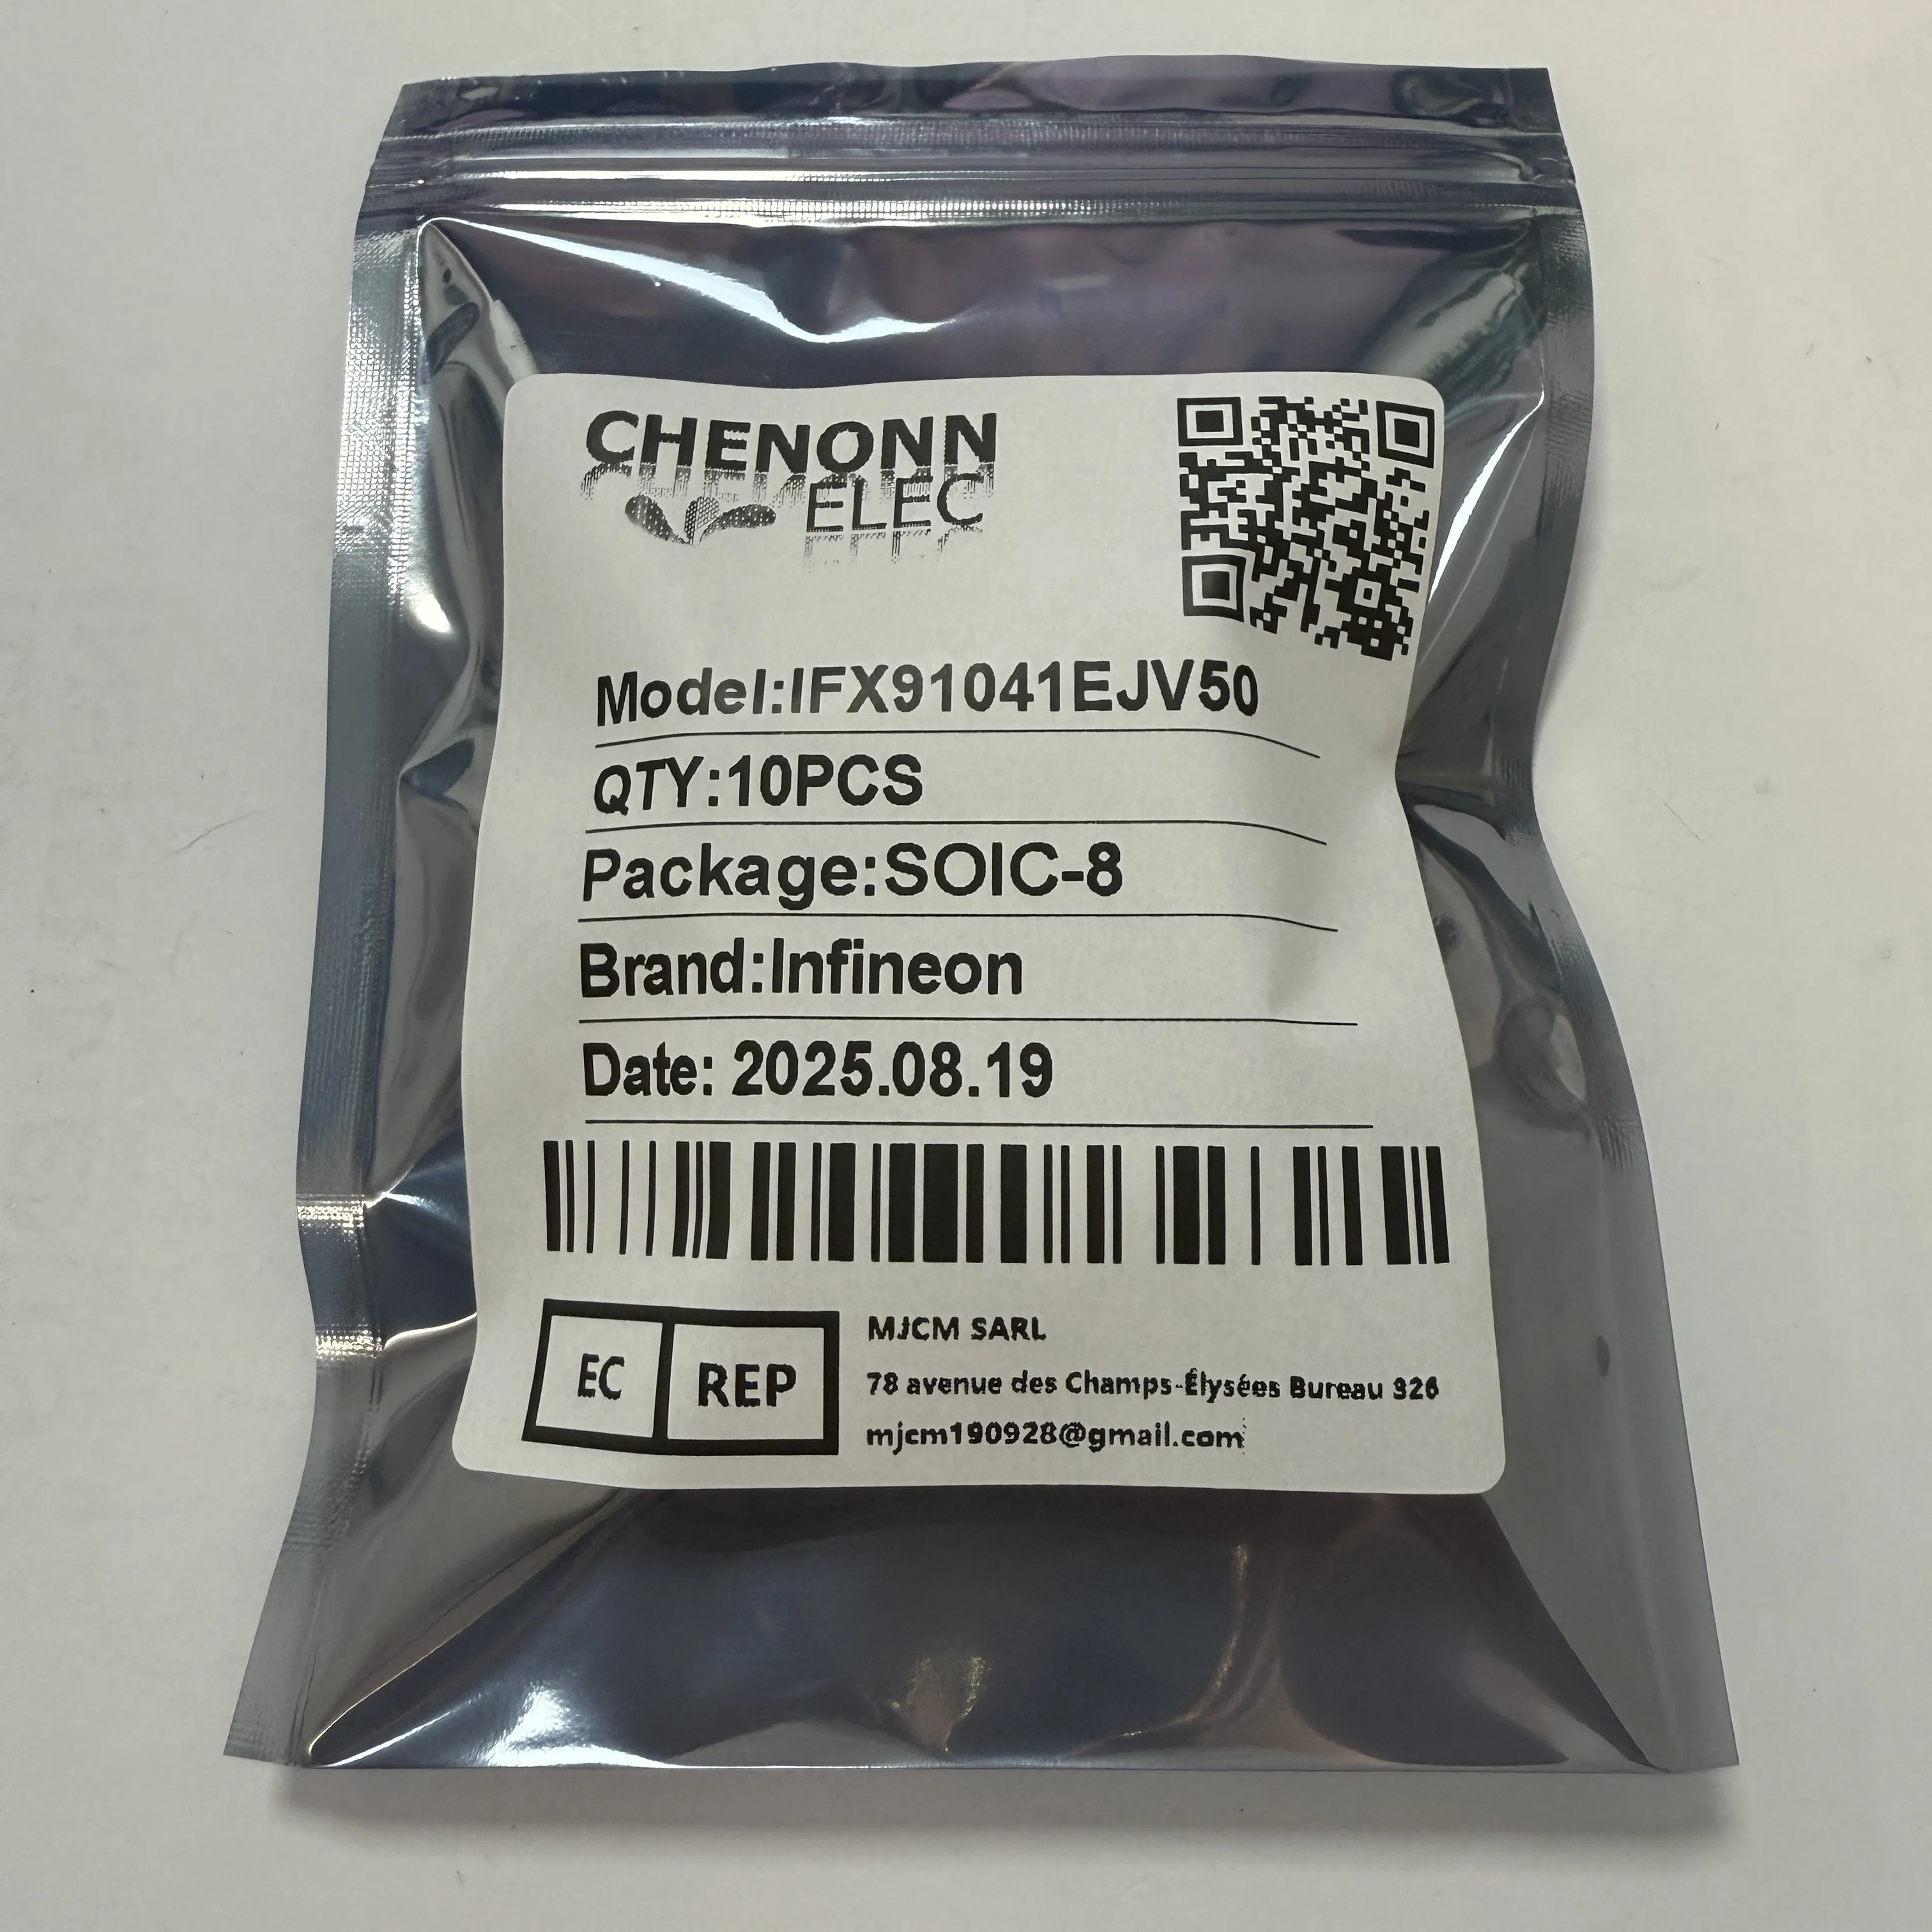 CHENONN
ELEC
Model:IFX91041EJV50
QTY:10PCS
Package:SOIC-8
Brand:Infineon
Date: 2025.08.19
EC REP
MJCM SARL
78 avenue des Champs-Élysées Bureau 326
mjcm190928@gmail.com